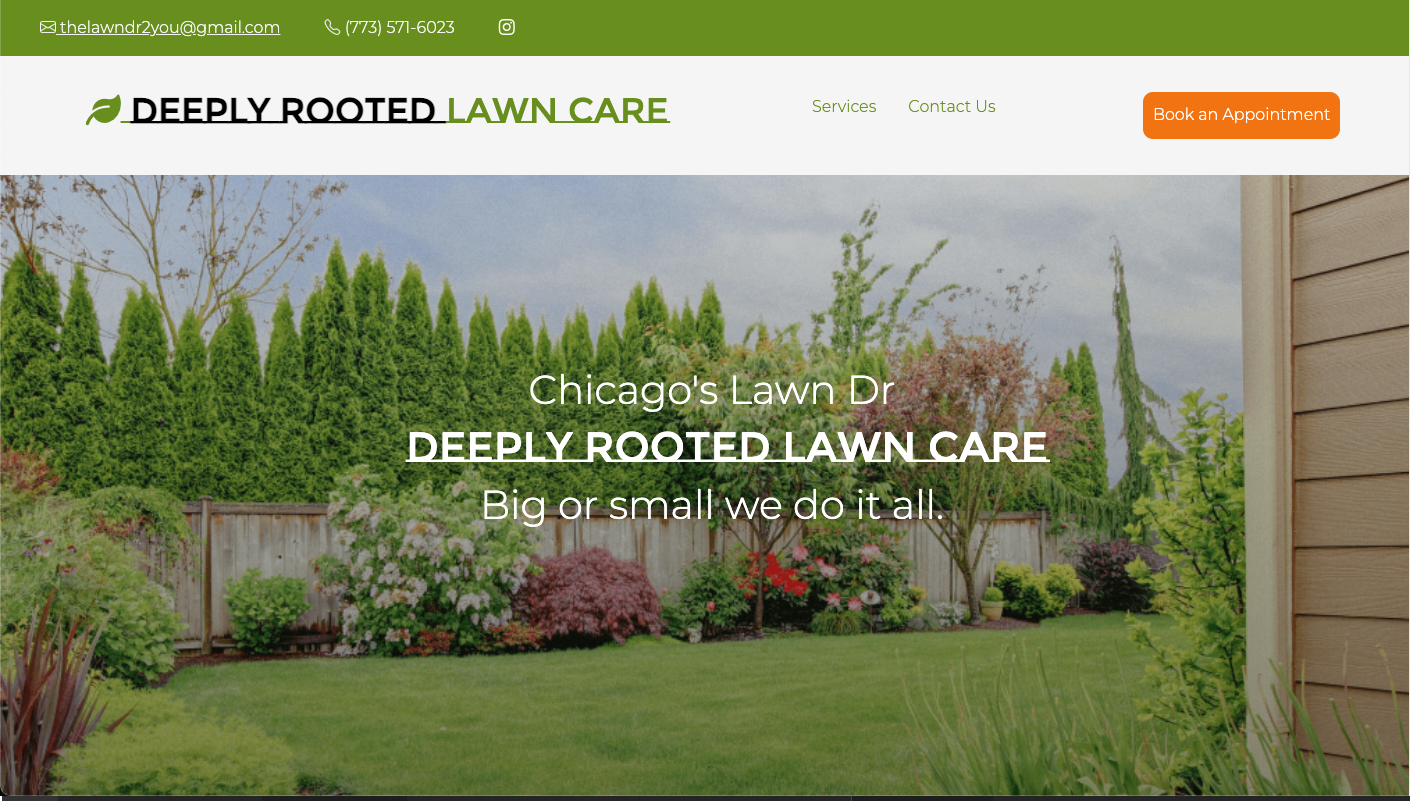 thelawndr2you@gmail.com (773) 571-6023
DEEPLY ROOTED LAWN CARE Services Contact Us Book an Appointment
Chicago's Lawn Dr
DEEPLY ROOTED LAWN CARE
Big or small we do it all.